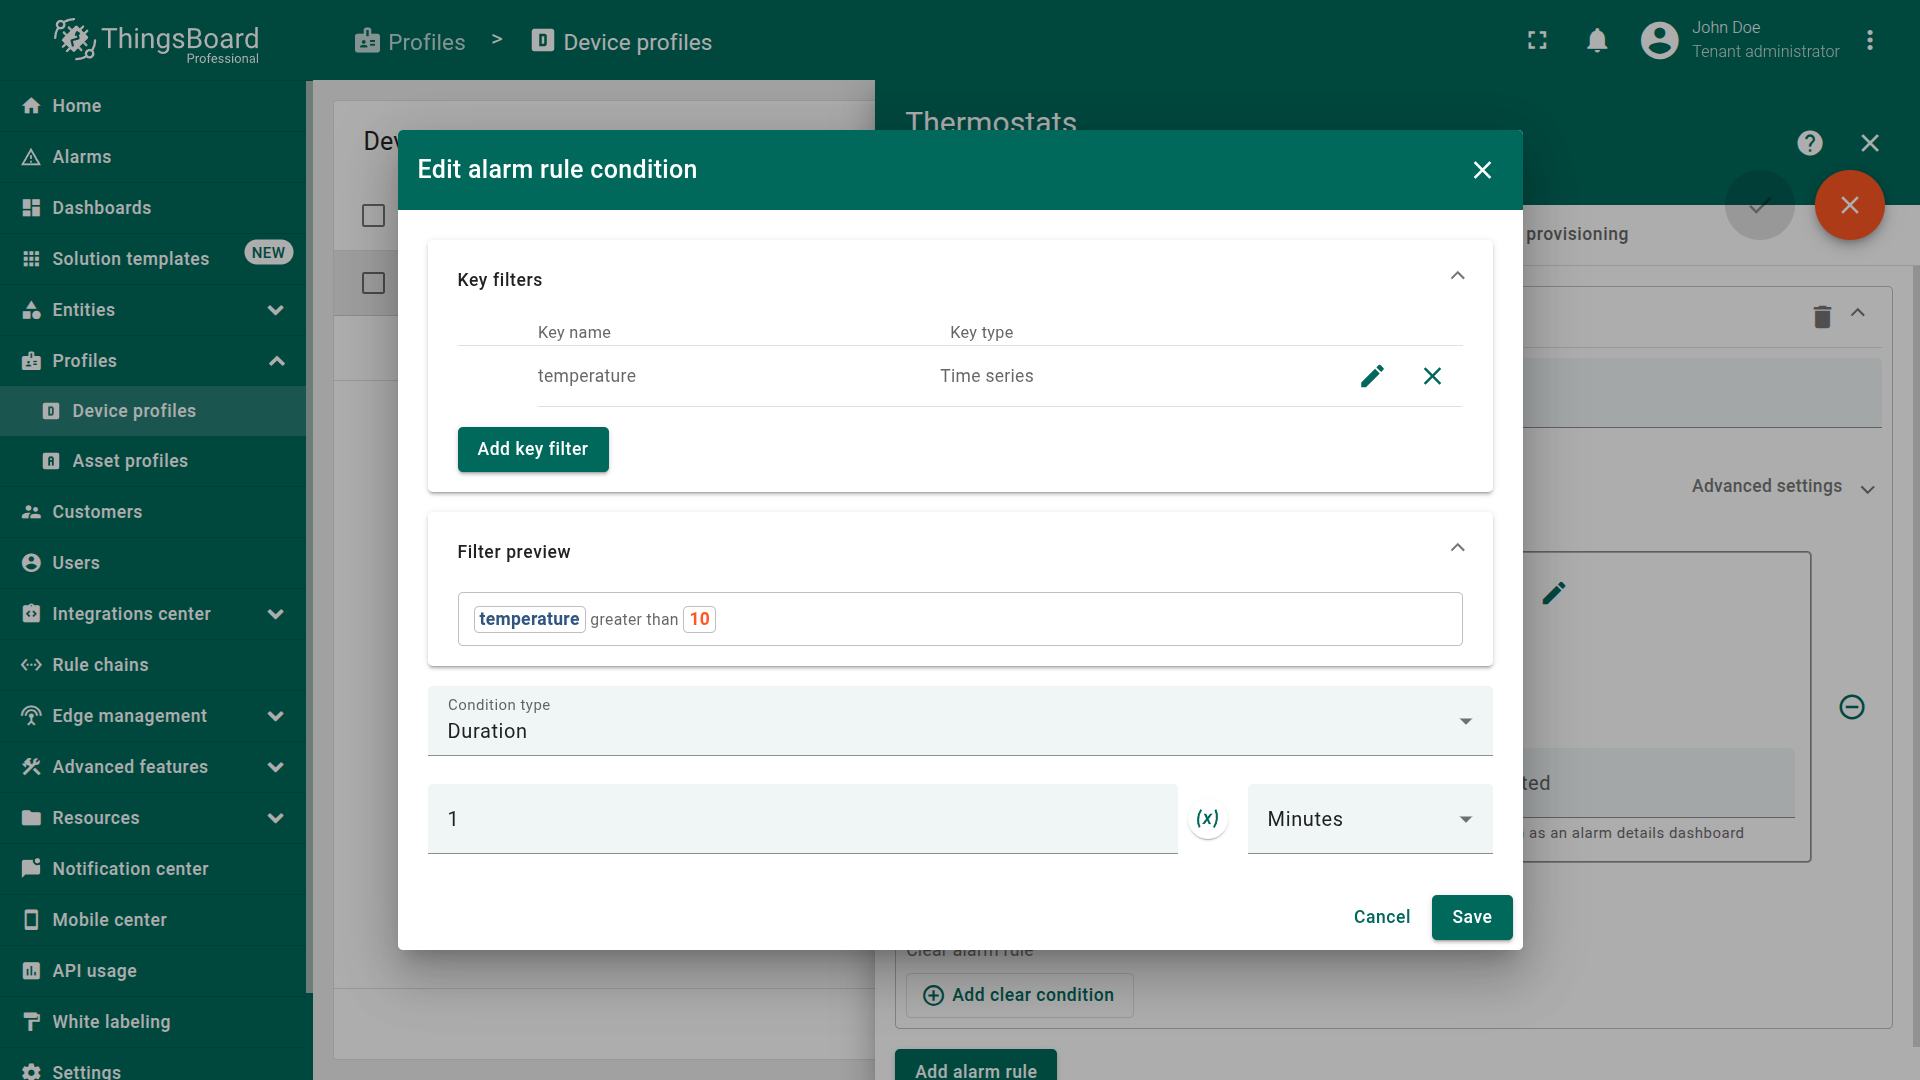 ThingsBoard
Professional
Profiles > Device profiles
John Doe
Tenant administrator
Home
Alarms
Dashboards
Solution templates NEW
Entities
Profiles
Device profiles
Asset profiles
Customers
Users
Integrations center
Rule chains
Edge management
Advanced features
Resources
Notification center
Mobile center
API usage
White labeling
Settings
Thermostats
provisioning
Advanced settings
as an alarm details dashboard
Clear alarm rule
Add clear condition
Add alarm rule
Edit alarm rule condition
Key filters
Key name Key type
temperature Time series
Add key filter
Filter preview
temperature greater than 10
Condition type
Duration
1 (x) Minutes
Cancel Save